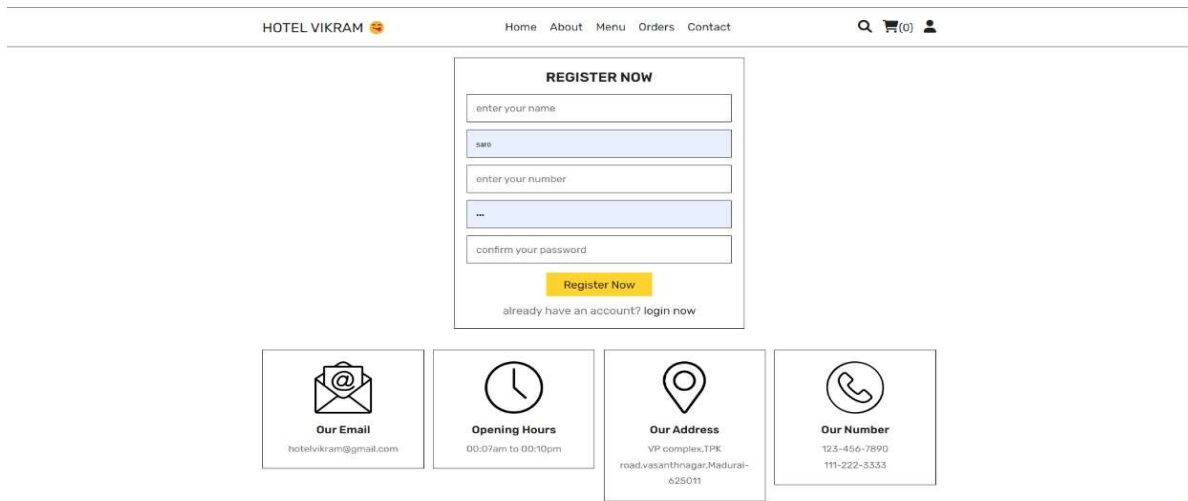 HOTEL VIKRAM 😋 Home About Menu Orders Contact (0)
REGISTER NOW
enter your name
saro
enter your number
•••
confirm your password
Register Now
already have an account? login now
@
Our Email
hotelvikram@gmail.com
Opening Hours
00:07am to 00:10pm
Our Address
VP complex,TPK
road,vasanthnagar,Madurai-
625011
Our Number
123-456-7890
111-222-3333